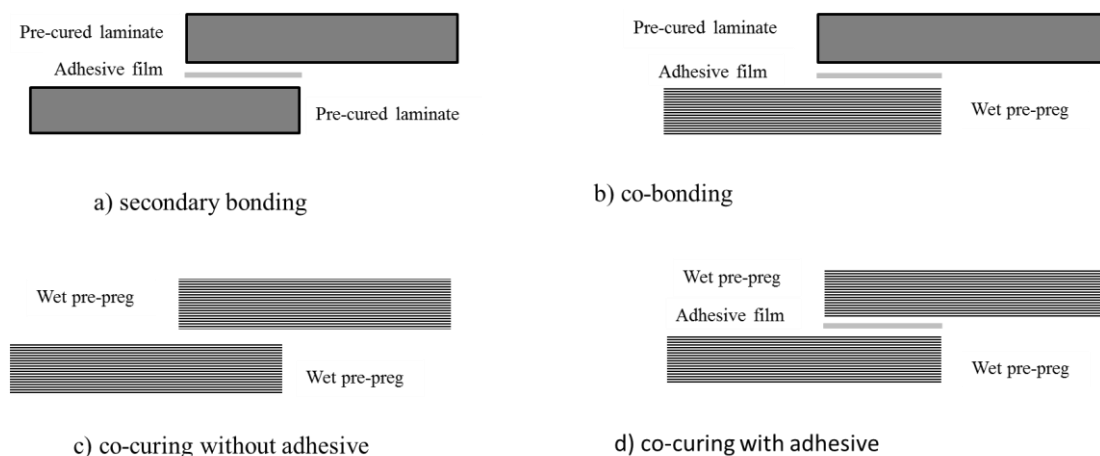 Pre-cured laminate
Adhesive film
Pre-cured laminate
a) secondary bonding
Pre-cured laminate
Adhesive film
Wet pre-preg
b) co-bonding
Wet pre-preg
Wet pre-preg
c) co-curing without adhesive
Wet pre-preg
Adhesive film
Wet pre-preg
d) co-curing with adhesive